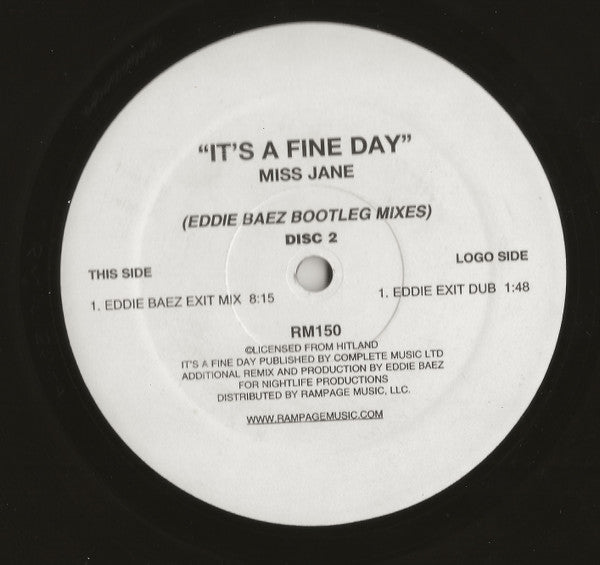 “IT'S A FINE DAY”
MISS JANE
(EDDIE BAEZ BOOTLEG MIXES)
DISC 2
THIS SIDE
1. EDDIE BAEZ EXIT MIX 8:15
LOGO SIDE
1. EDDIE EXIT DUB 1:48
RM150
©LICENSED FROM HITLAND
IT'S A FINE DAY PUBLISHED BY COMPLETE MUSIC LTD
ADDITIONAL REMIX AND PRODUCTION BY EDDIE BAEZ
FOR NIGHTLIFE PRODUCTIONS
DISTRIBUTED BY RAMPAGE MUSIC, LLC.
WWW.RAMPAGEMUSIC.COM